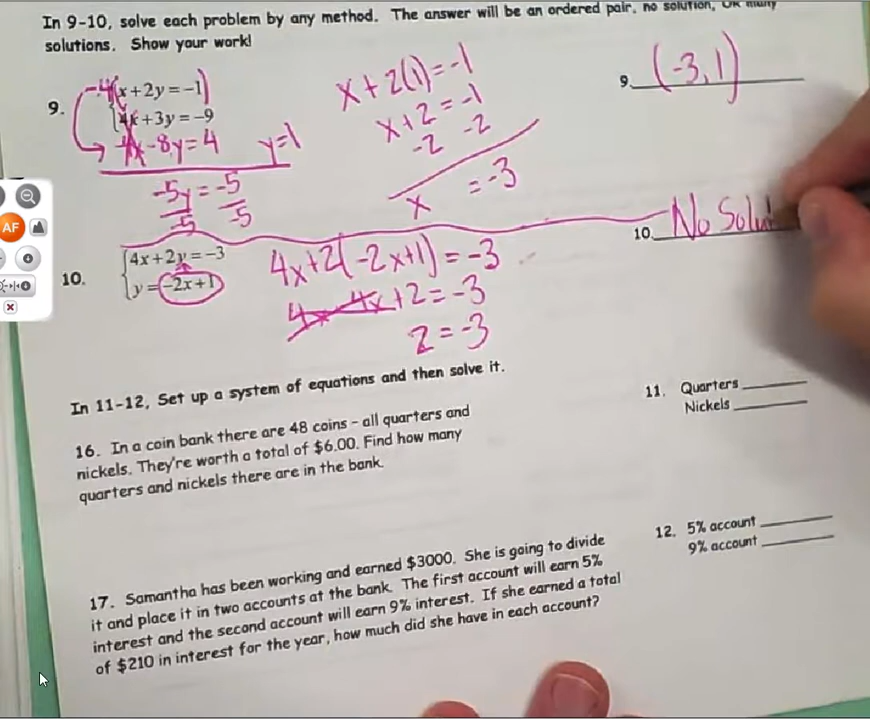 In 9-10, solve each problem by any method. The answer will be an ordered pair, no solution, OR many
solutions. Show your work!
9.
-4(x+2y=-1)
4x+3y=-9
-4x-8y=4
y=1
-5y=-5
-5 -5
x+2(1)=-1
x+2=-1
-2 -2
x =-3
9. (-3,1)
10.
4x+2y=-3
y=-2x+1
4x+2(-2x+1)=-3
4x-4x+2=-3
2=-3
10. No Solut
In 11-12, Set up a system of equations and then solve it.
16. In a coin bank there are 48 coins - all quarters and
nickels. They're worth a total of $6.00. Find how many
quarters and nickels there are in the bank.
11. Quarters
Nickels
17. Samantha has been working and earned $3000. She is going to divide
it and place it in two accounts at the bank. The first account will earn 5%
interest and the second account will earn 9% interest. If she earned a total
of $210 in interest for the year, how much did she have in each account?
12. 5% account
9% account
AF